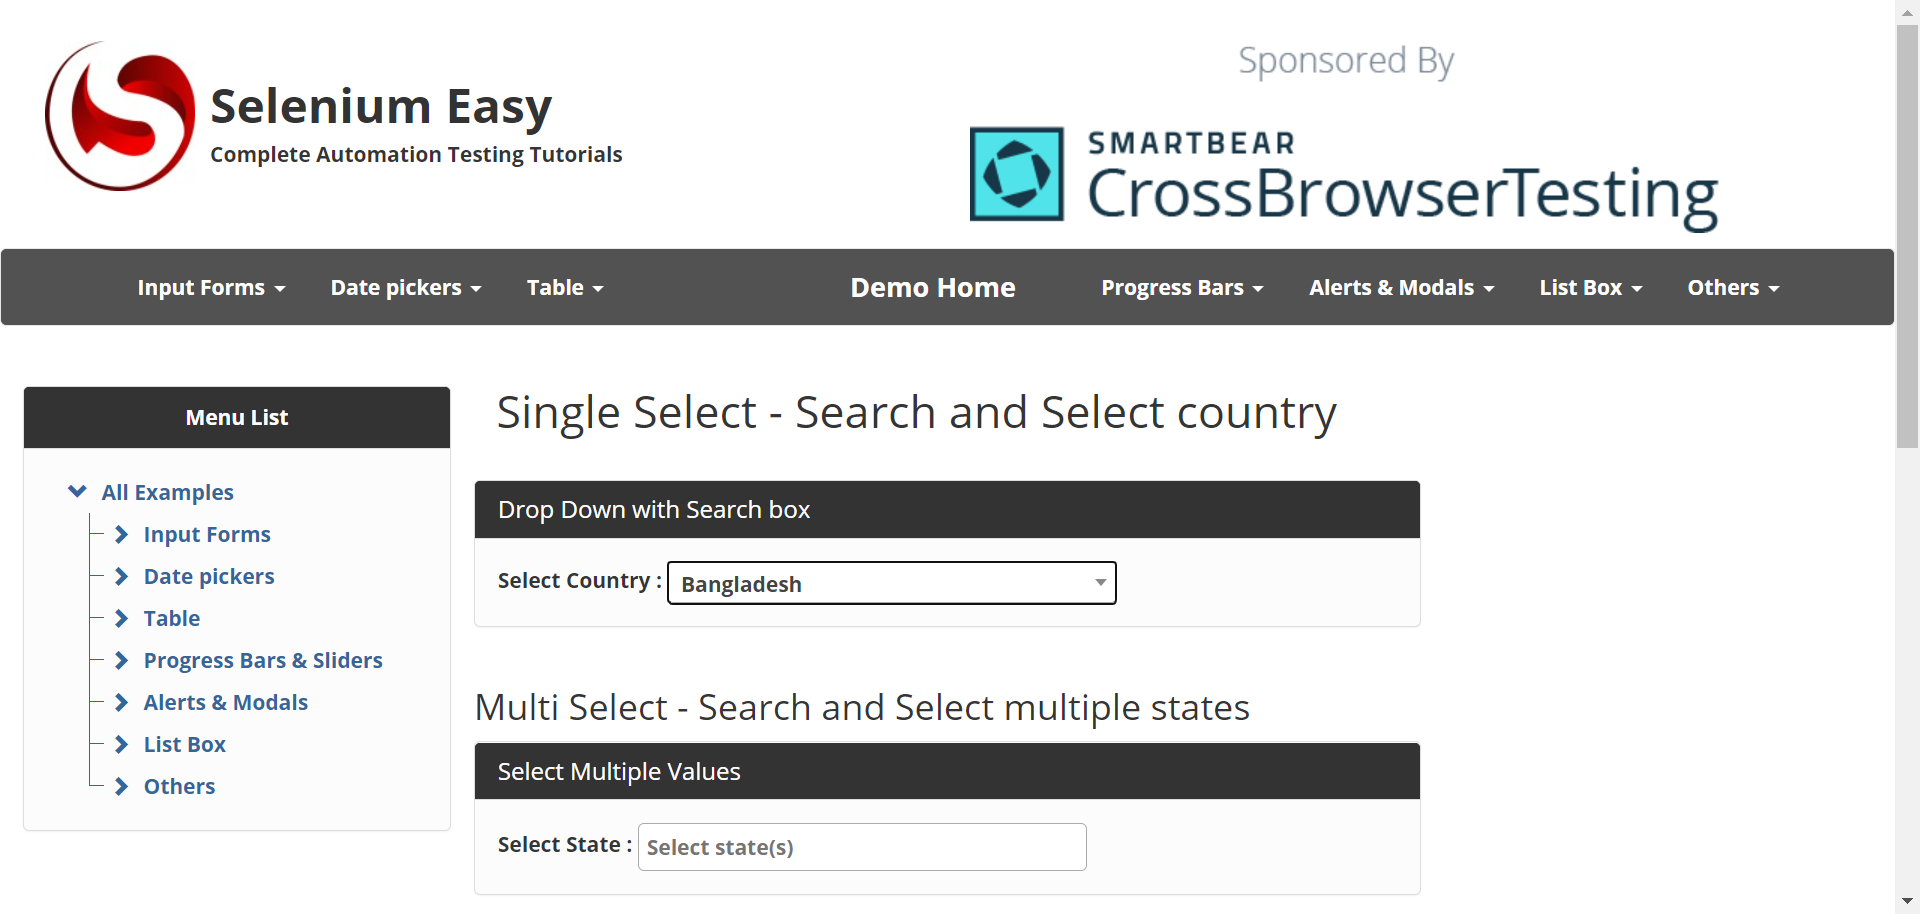 Selenium Easy
Complete Automation Testing Tutorials
Sponsored By
SMARTBEAR
CrossBrowserTesting
Input Forms Date pickers Table Demo Home Progress Bars Alerts & Modals List Box Others
Menu List
All Examples
Input Forms
Date pickers
Table
Progress Bars & Sliders
Alerts & Modals
List Box
Others
Single Select - Search and Select country
Drop Down with Search box
Select Country : Bangladesh
Multi Select - Search and Select multiple states
Select Multiple Values
Select State : Select state(s)